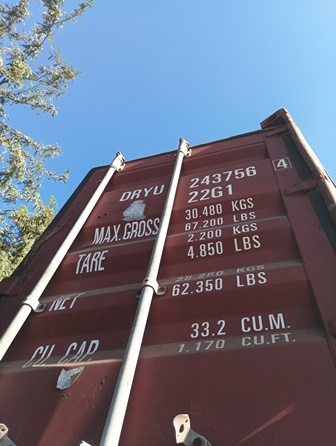 DRYU 243756 4
22G1
MAX.GROSS 30.480 KGS
67.200 LBS
TARE 2.200 KGS
4.850 LBS
NET 28.280 KGS
62.350 LBS
CU. CAP. 33.2 CU.M.
1.170 CU.FT.